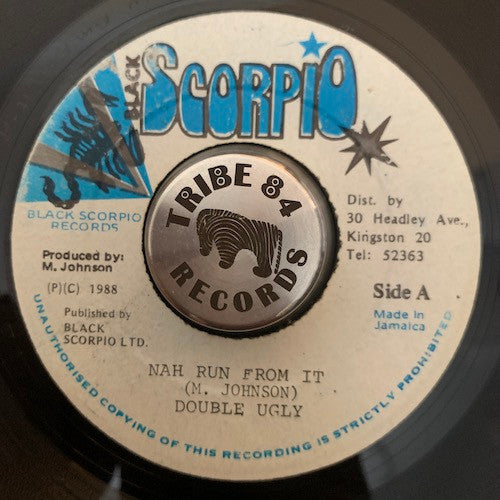 BLACK
SCORPIO
BLACK SCORPIO
RECORDS
Produced by:
M. Johnson
(P)(C) 1988
Published by
BLACK
SCORPIO LTD.
TRIBE 84
RECORDS
Dist. by
30 Headley Ave.,
Kingston 20
Tel: 52363
Side A
Made in
Jamaica
NAH RUN FROM IT
(M. JOHNSON)
DOUBLE UGLY
UNAUTHORISED COPYING OF THIS RECORDING IS STRICTLY PROHIBITED